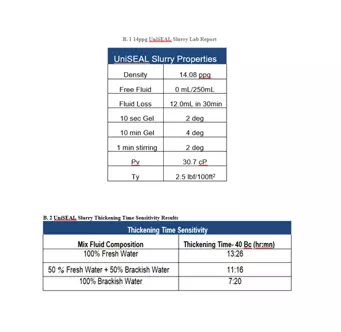 B. 1 14ppg UniSEAL Slurry Lab Report
UniSEAL Slurry Properties
Density 14.08 ppg
Free Fluid 0 mL/250mL
Fluid Loss 12.0mL in 30min
10 sec Gel 2 deg
10 min Gel 4 deg
1 min stirring 2 deg
Pv 30.7 cP
Ty 2.5 lbf/100ft²
B. 2 UniSEAL Slurry Thickening Time Sensitivity Results
Thickening Time Sensitivity
Mix Fluid Composition Thickening Time- 40 Bc (hr:mn)
100% Fresh Water 13:26
50 % Fresh Water + 50% Brackish Water 11:16
100% Brackish Water 7:20